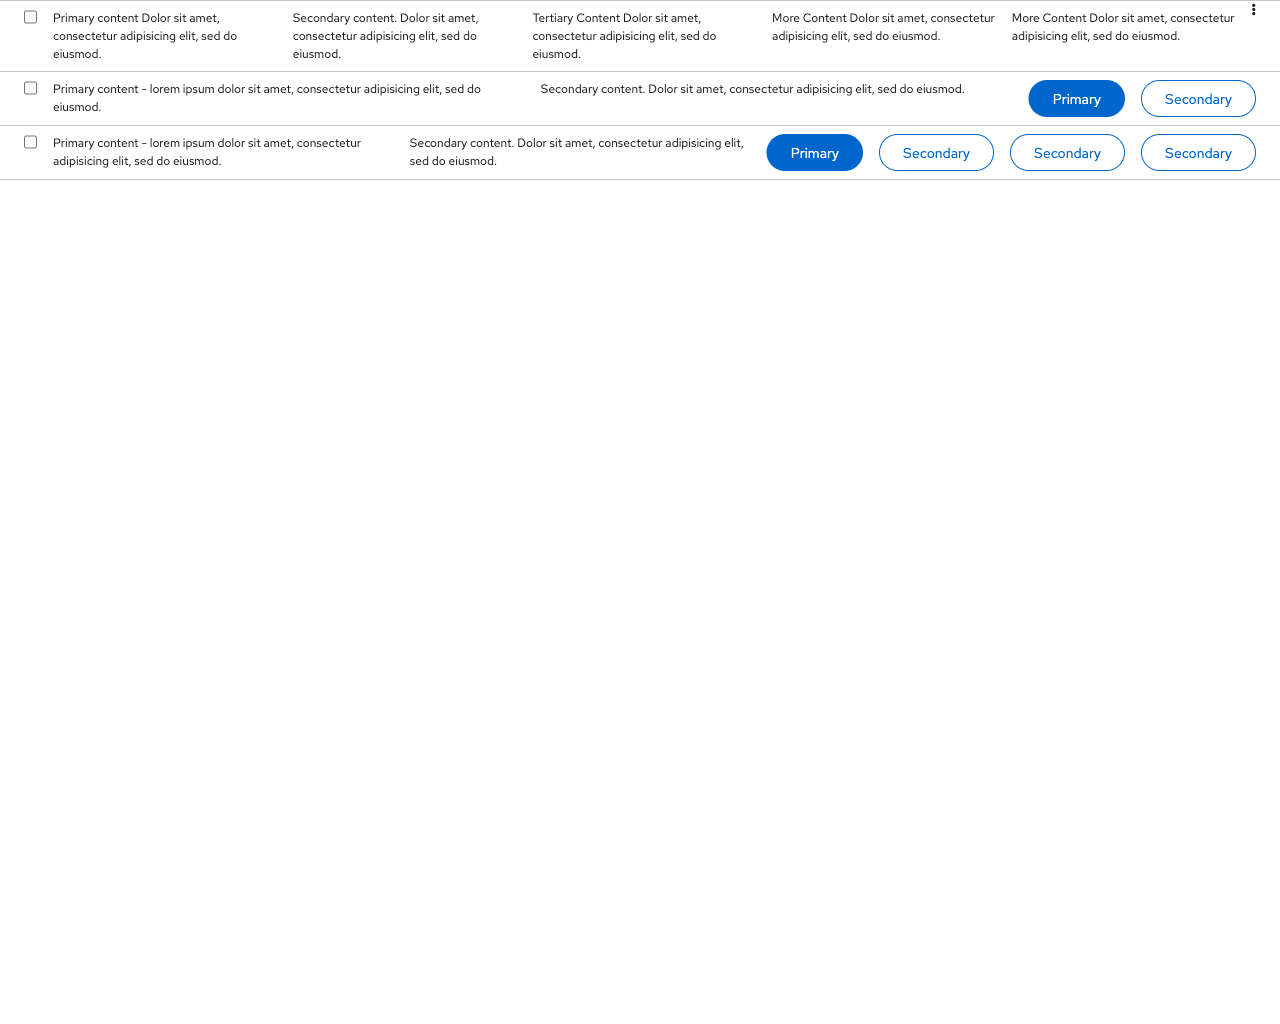 Primary content Dolor sit amet,
consectetur adipisicing elit, sed do
eiusmod.
Secondary content. Dolor sit amet,
consectetur adipisicing elit, sed do
eiusmod.
Tertiary Content Dolor sit amet,
consectetur adipisicing elit, sed do
eiusmod.
More Content Dolor sit amet, consectetur
adipisicing elit, sed do eiusmod.
More Content Dolor sit amet, consectetur
adipisicing elit, sed do eiusmod.
Primary content - lorem ipsum dolor sit amet, consectetur adipisicing elit, sed do
eiusmod.
Secondary content. Dolor sit amet, consectetur adipisicing elit, sed do eiusmod.
Primary
Secondary
Primary content - lorem ipsum dolor sit amet, consectetur
adipisicing elit, sed do eiusmod.
Secondary content. Dolor sit amet, consectetur adipisicing elit,
sed do eiusmod.
Primary
Secondary
Secondary
Secondary